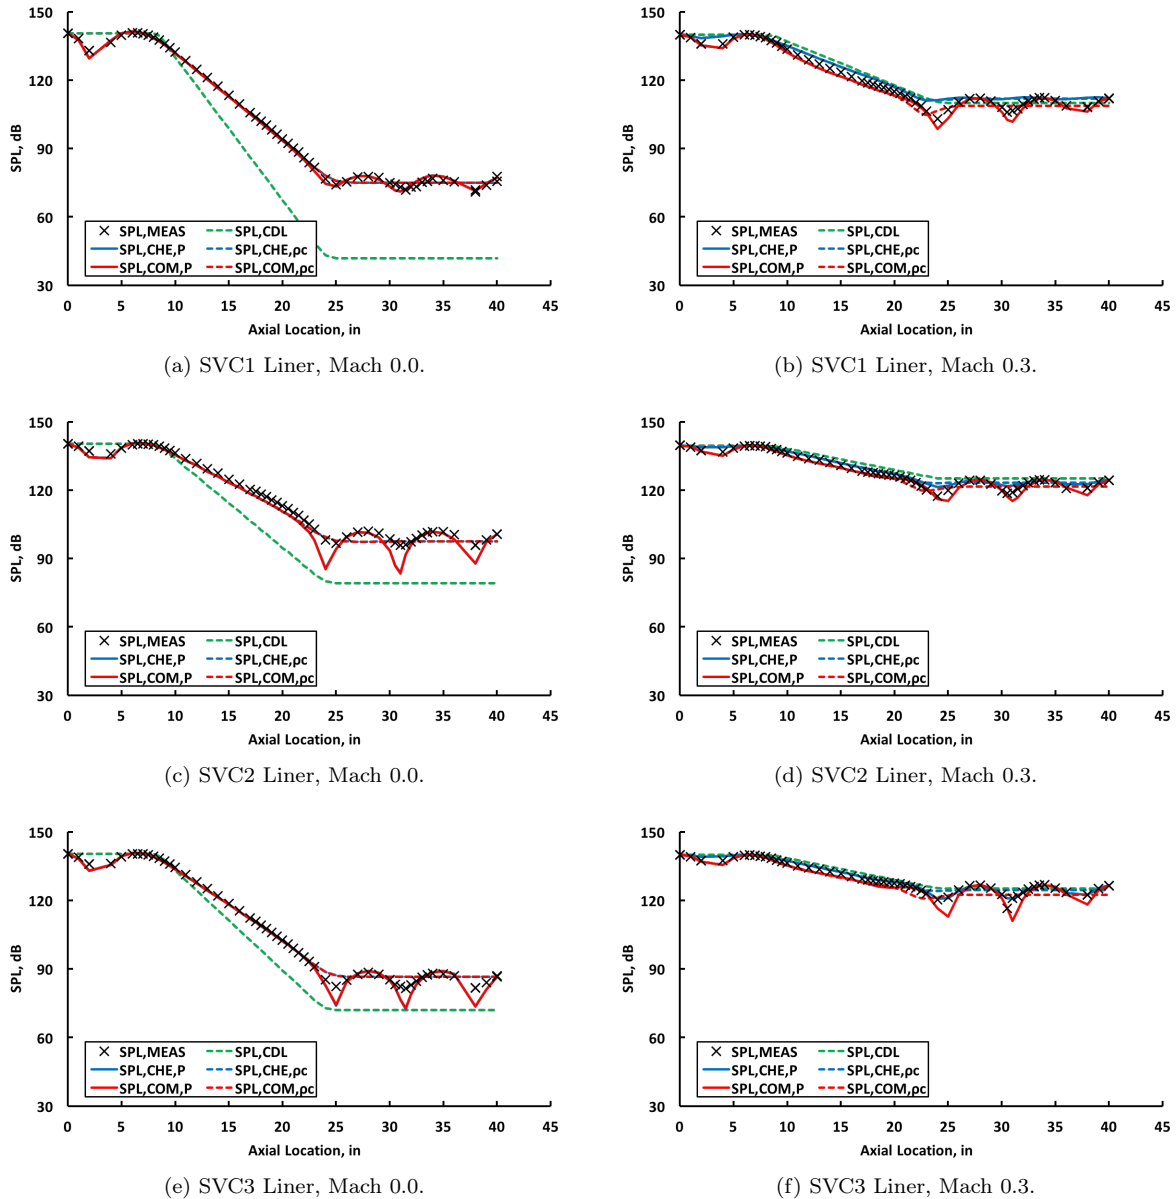 150
120
90
60
30
SPL, dB
SPL,MEAS SPL,CDL
SPL,CHE,P SPL,CHE,ρc
SPL,COM,P SPL,COM,ρc
0 5 10 15 20 25 30 35 40 45
Axial Location, in
(a) SVC1 Liner, Mach 0.0.
150
120
90
60
30
SPL, dB
SPL,MEAS SPL,CDL
SPL,CHE,P SPL,CHE,ρc
SPL,COM,P SPL,COM,ρc
0 5 10 15 20 25 30 35 40 45
Axial Location, in
(b) SVC1 Liner, Mach 0.3.
150
120
90
60
30
SPL, dB
SPL,MEAS SPL,CDL
SPL,CHE,P SPL,CHE,ρc
SPL,COM,P SPL,COM,ρc
0 5 10 15 20 25 30 35 40 45
Axial Location, in
(c) SVC2 Liner, Mach 0.0.
150
120
90
60
30
SPL, dB
SPL,MEAS SPL,CDL
SPL,CHE,P SPL,CHE,ρc
SPL,COM,P SPL,COM,ρc
0 5 10 15 20 25 30 35 40 45
Axial Location, in
(d) SVC2 Liner, Mach 0.3.
150
120
90
60
30
SPL, dB
SPL,MEAS SPL,CDL
SPL,CHE,P SPL,CHE,ρc
SPL,COM,P SPL,COM,ρc
0 5 10 15 20 25 30 35 40 45
Axial Location, in
(e) SVC3 Liner, Mach 0.0.
150
120
90
60
30
SPL, dB
SPL,MEAS SPL,CDL
SPL,CHE,P SPL,CHE,ρc
SPL,COM,P SPL,COM,ρc
0 5 10 15 20 25 30 35 40 45
Axial Location, in
(f) SVC3 Liner, Mach 0.3.